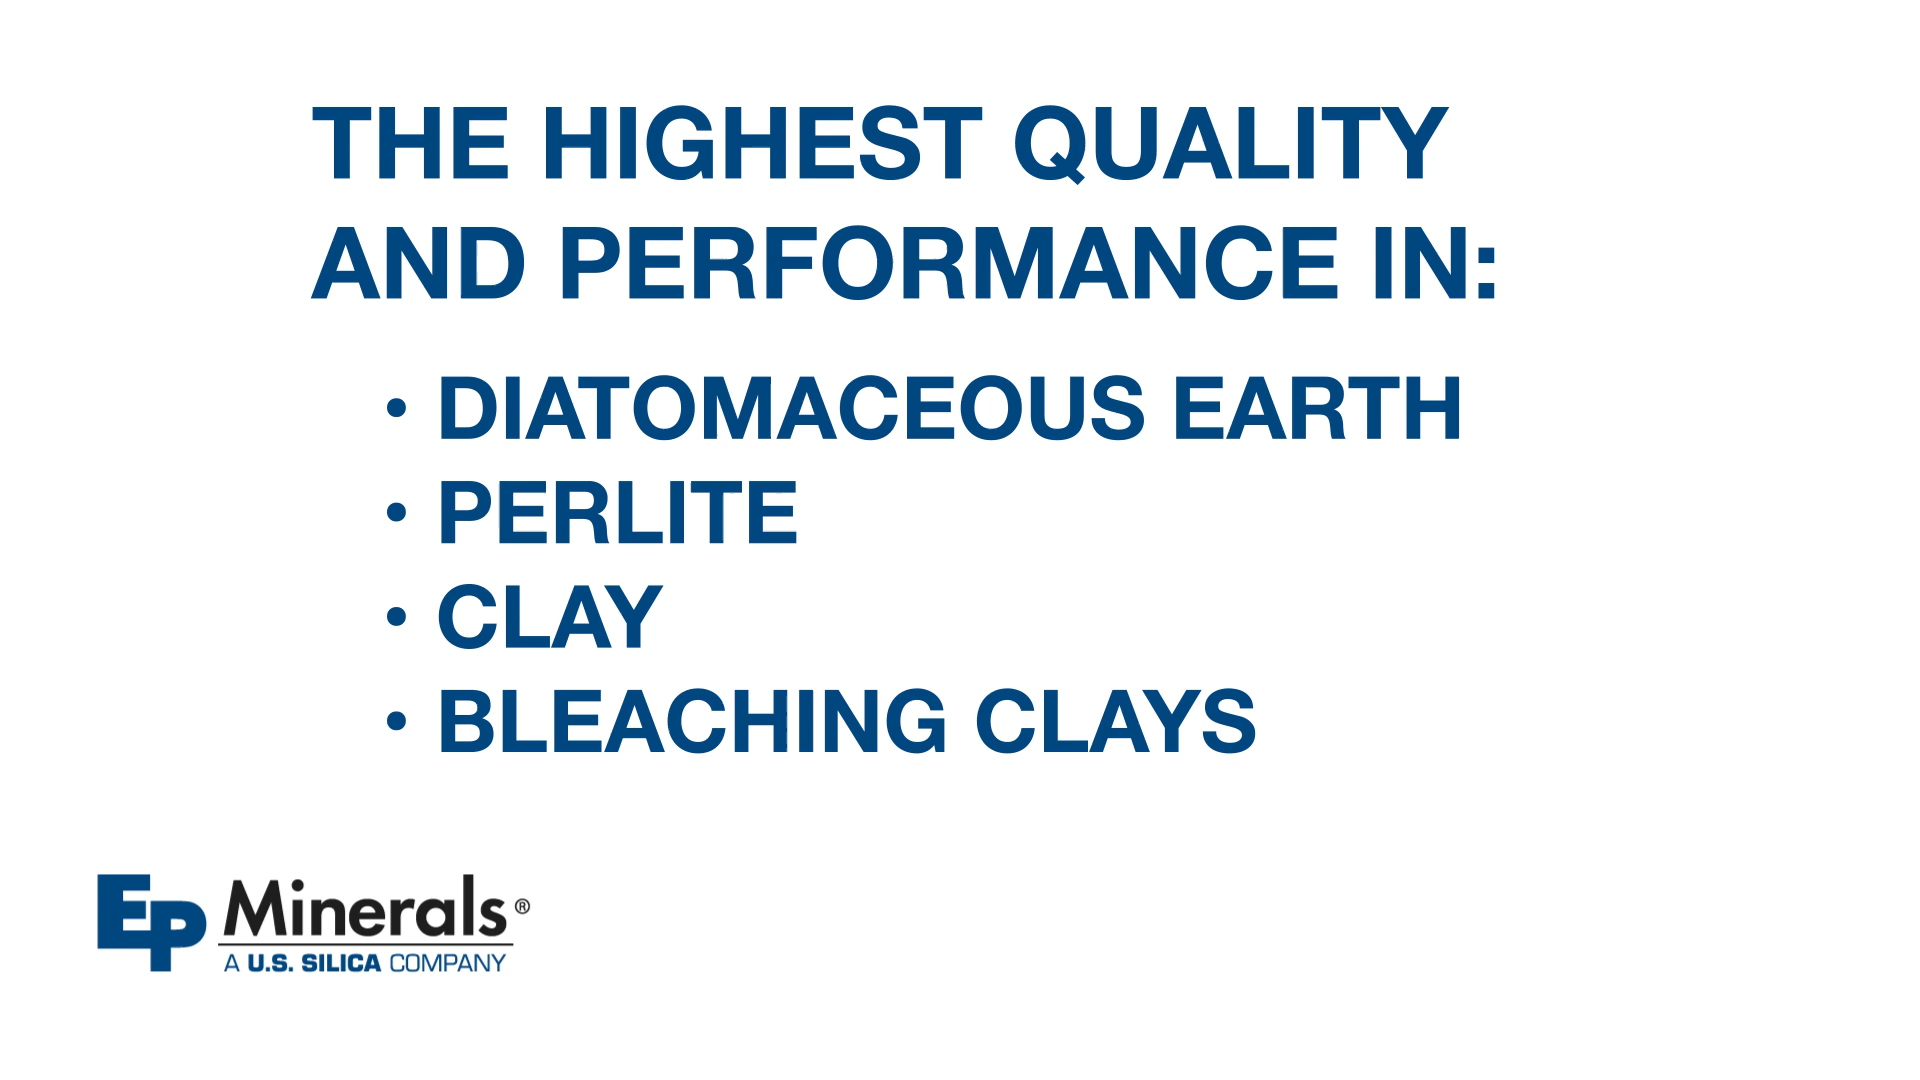 THE HIGHEST QUALITY
AND PERFORMANCE IN:
• DIATOMACEOUS EARTH
• PERLITE
• CLAY
• BLEACHING CLAYS
EP Minerals®
A U.S. SILICA COMPANY